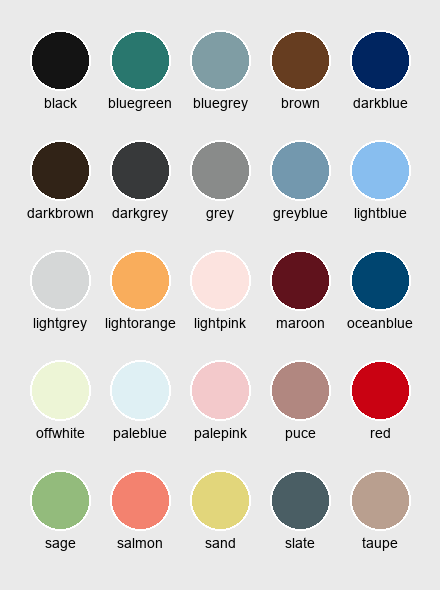 black bluegreen bluegrey brown darkblue
darkbrown darkgrey grey greyblue lightblue
lightgrey lightorange lightpink maroon oceanblue
offwhite paleblue palepink puce red
sage salmon sand slate taupe